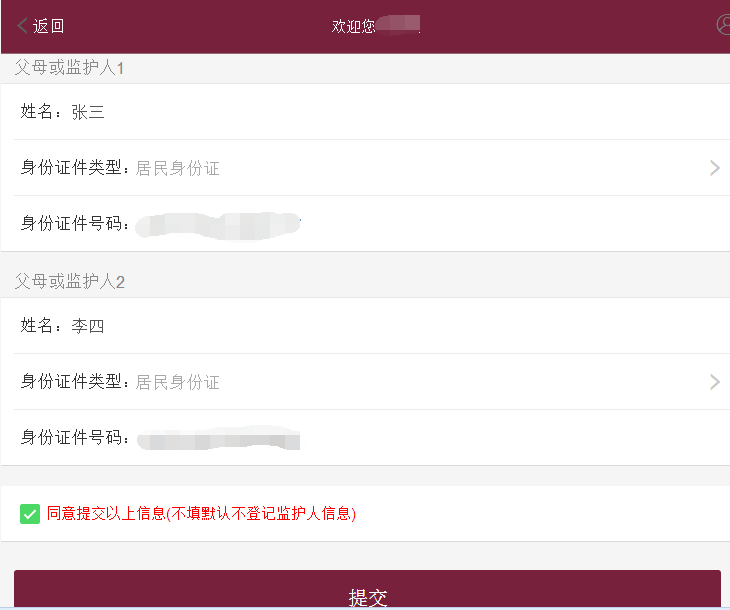 返回
欢迎您
父母或监护人1
姓名：张三
身份证件类型：居民身份证
身份证件号码：
父母或监护人2
姓名：李四
身份证件类型：居民身份证
身份证件号码：
同意提交以上信息(不填默认不登记监护人信息)
提交